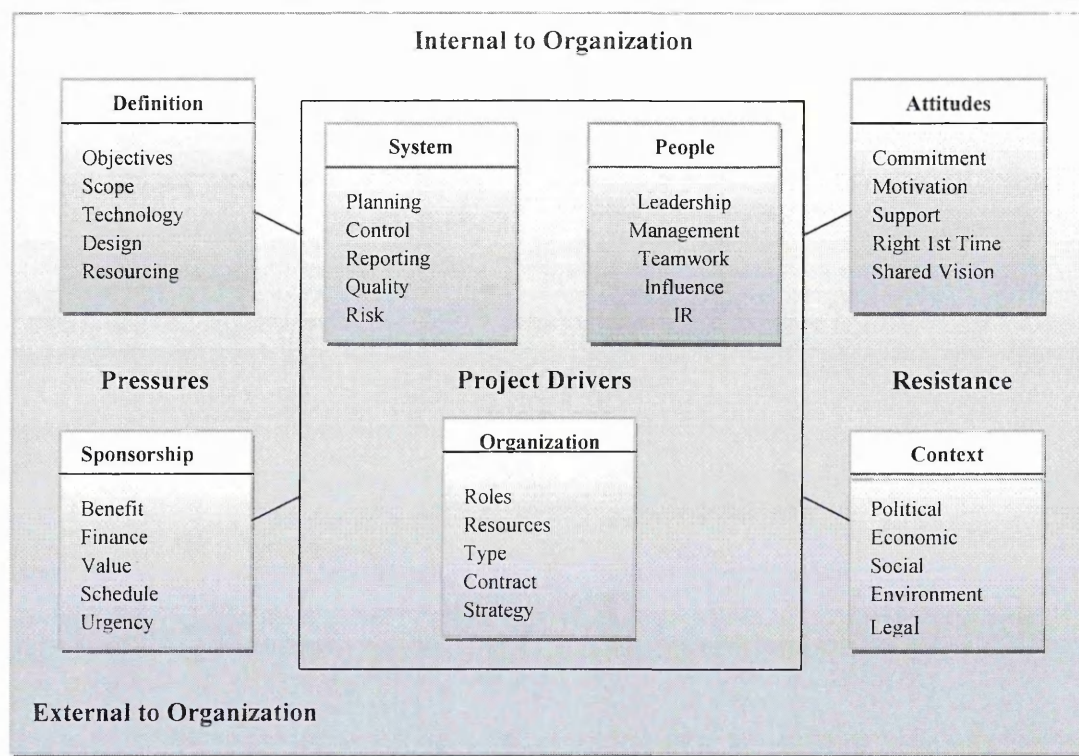 Internal to Organization
Definition
Objectives
Scope
Technology
Design
Resourcing
System
Planning
Control
Reporting
Quality
Risk
People
Leadership
Management
Teamwork
Influence
IR
Attitudes
Commitment
Motivation
Support
Right 1st Time
Shared Vision
Pressures
Project Drivers
Resistance
Sponsorship
Benefit
Finance
Value
Schedule
Urgency
Organization
Roles
Resources
Type
Contract
Strategy
Context
Political
Economic
Social
Environment
Legal
External to Organization